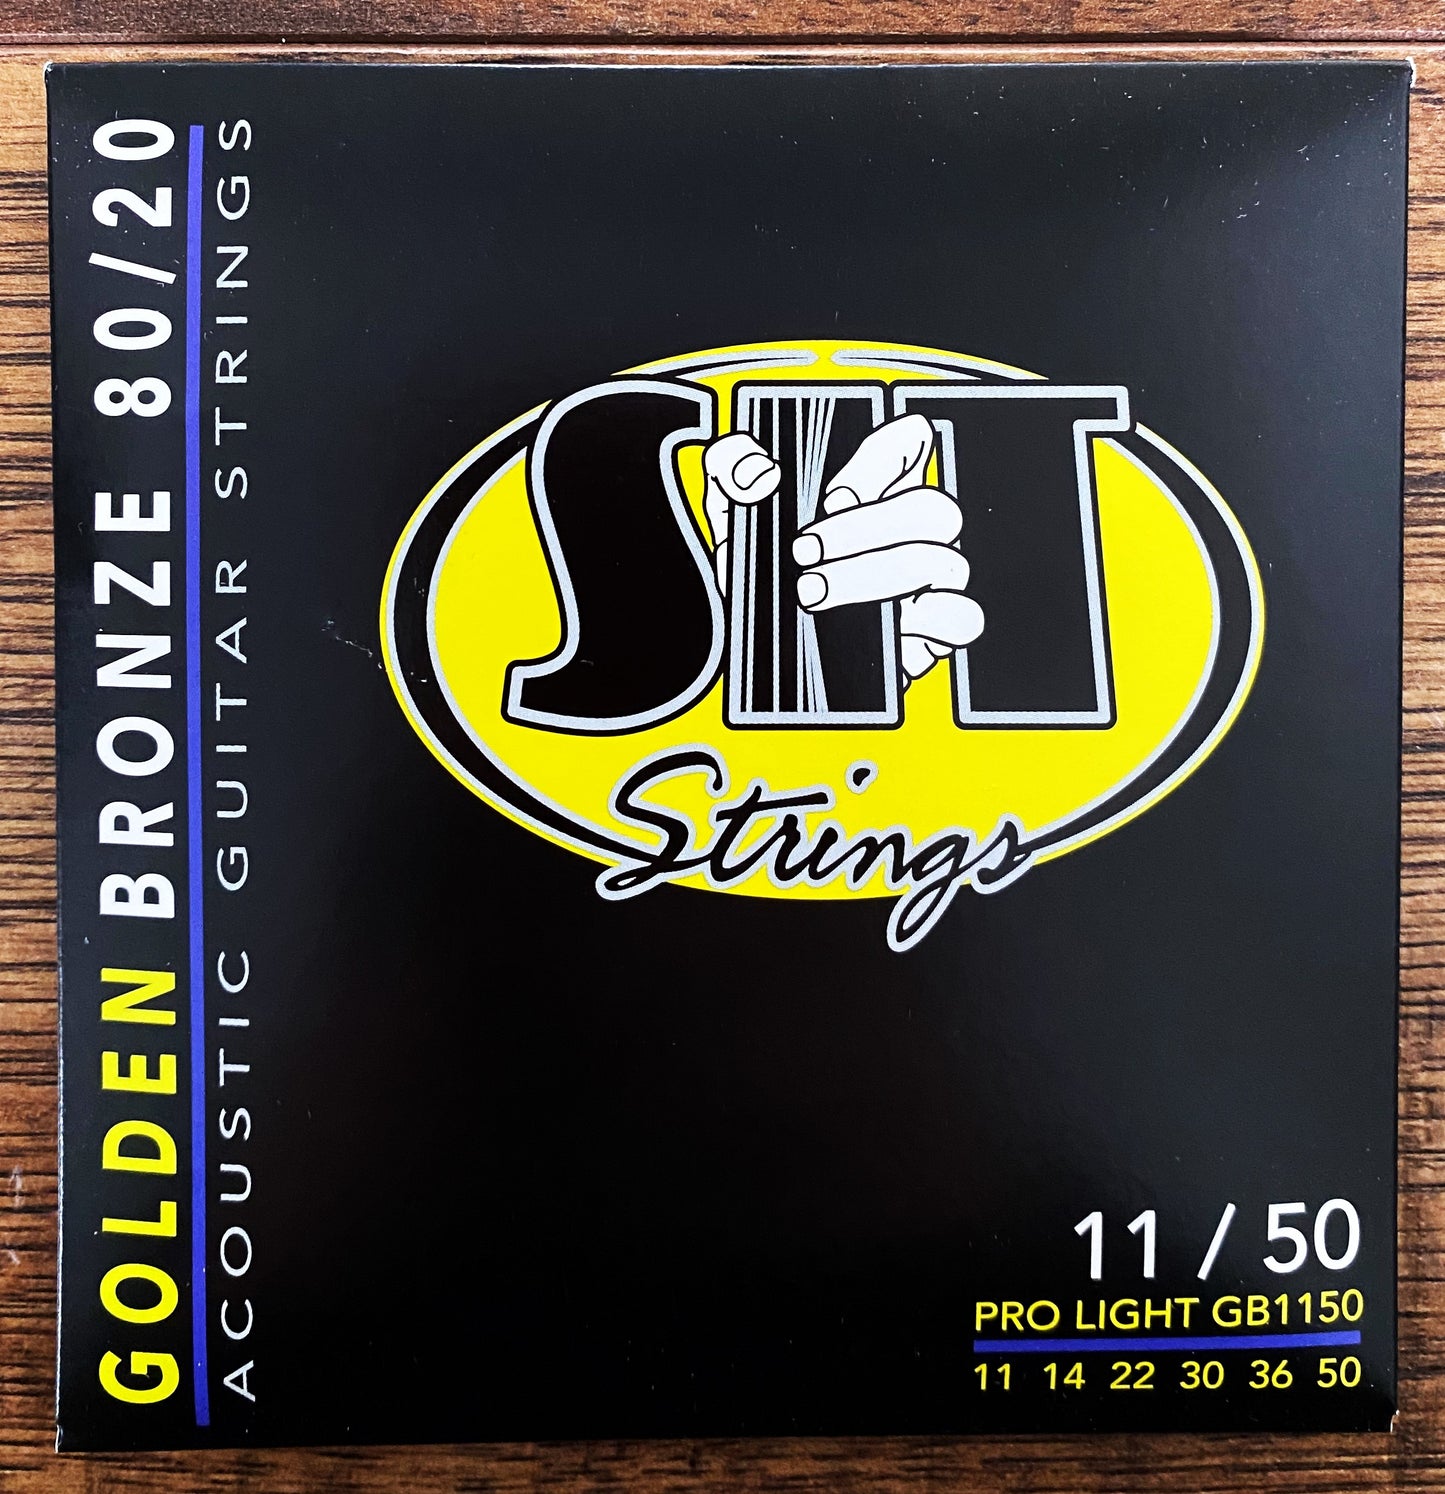 GOLDEN BRONZE 80/20
ACOUSTIC GUITAR STRINGS
SIT
Strings
11 / 50
PRO LIGHT GB1150
11 14 22 30 36 50